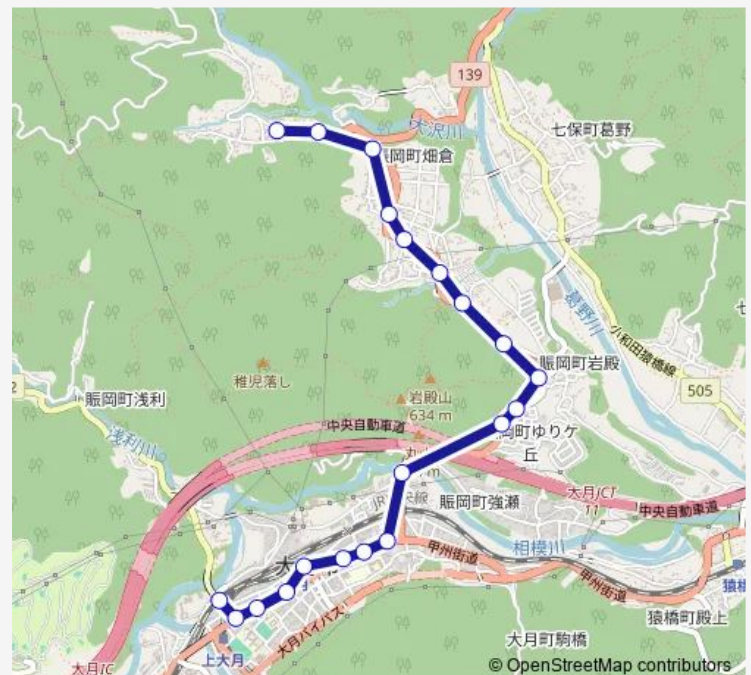 139
七保町葛野
岡町畑倉
葛野川
小和田猿橋線
505
賑岡町岩殿
稚児落し
岩殿山
634 m
賑岡町浅利
浅利川
中央自動車道
岡町ゆりケ
丘
大月JCT
中央自動車道
賑岡町強瀬
相模川
甲州街道
甲州街道
大月バイパス
猿橋町殿上
大月町駒橋
上大月
大月IC
© OpenStreetMap contributors